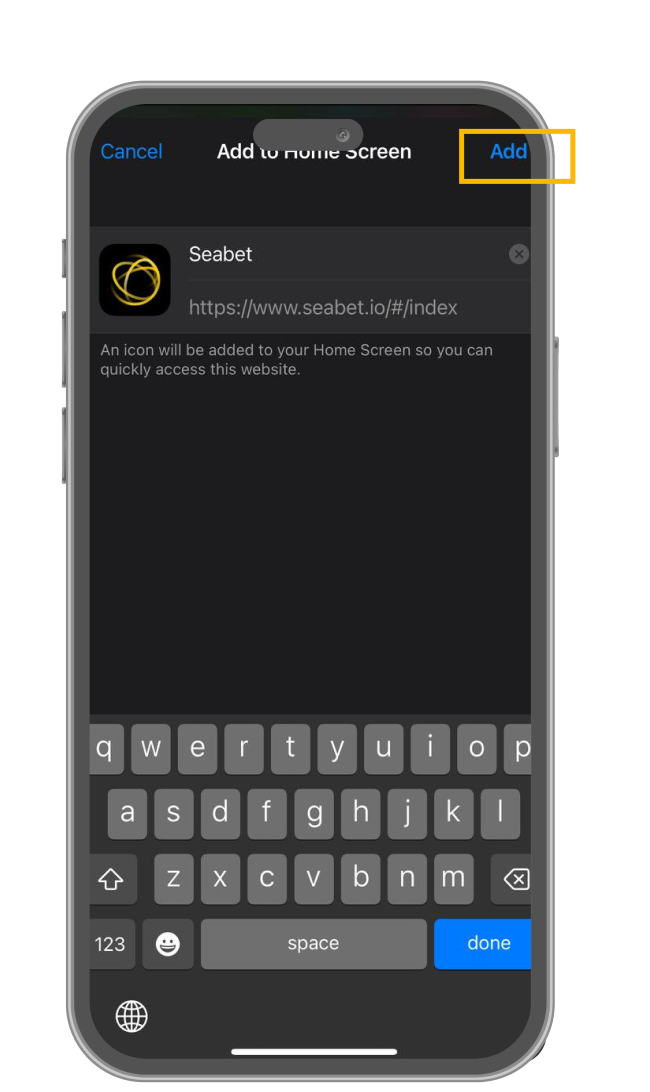 Cancel Add to Home Screen Add
Seabet
https://www.seabet.io/#/index
An icon will be added to your Home Screen so you can
quickly access this website.
q w e r t y u i o p
a s d f g h j k l
z x c v b n m
123 space done